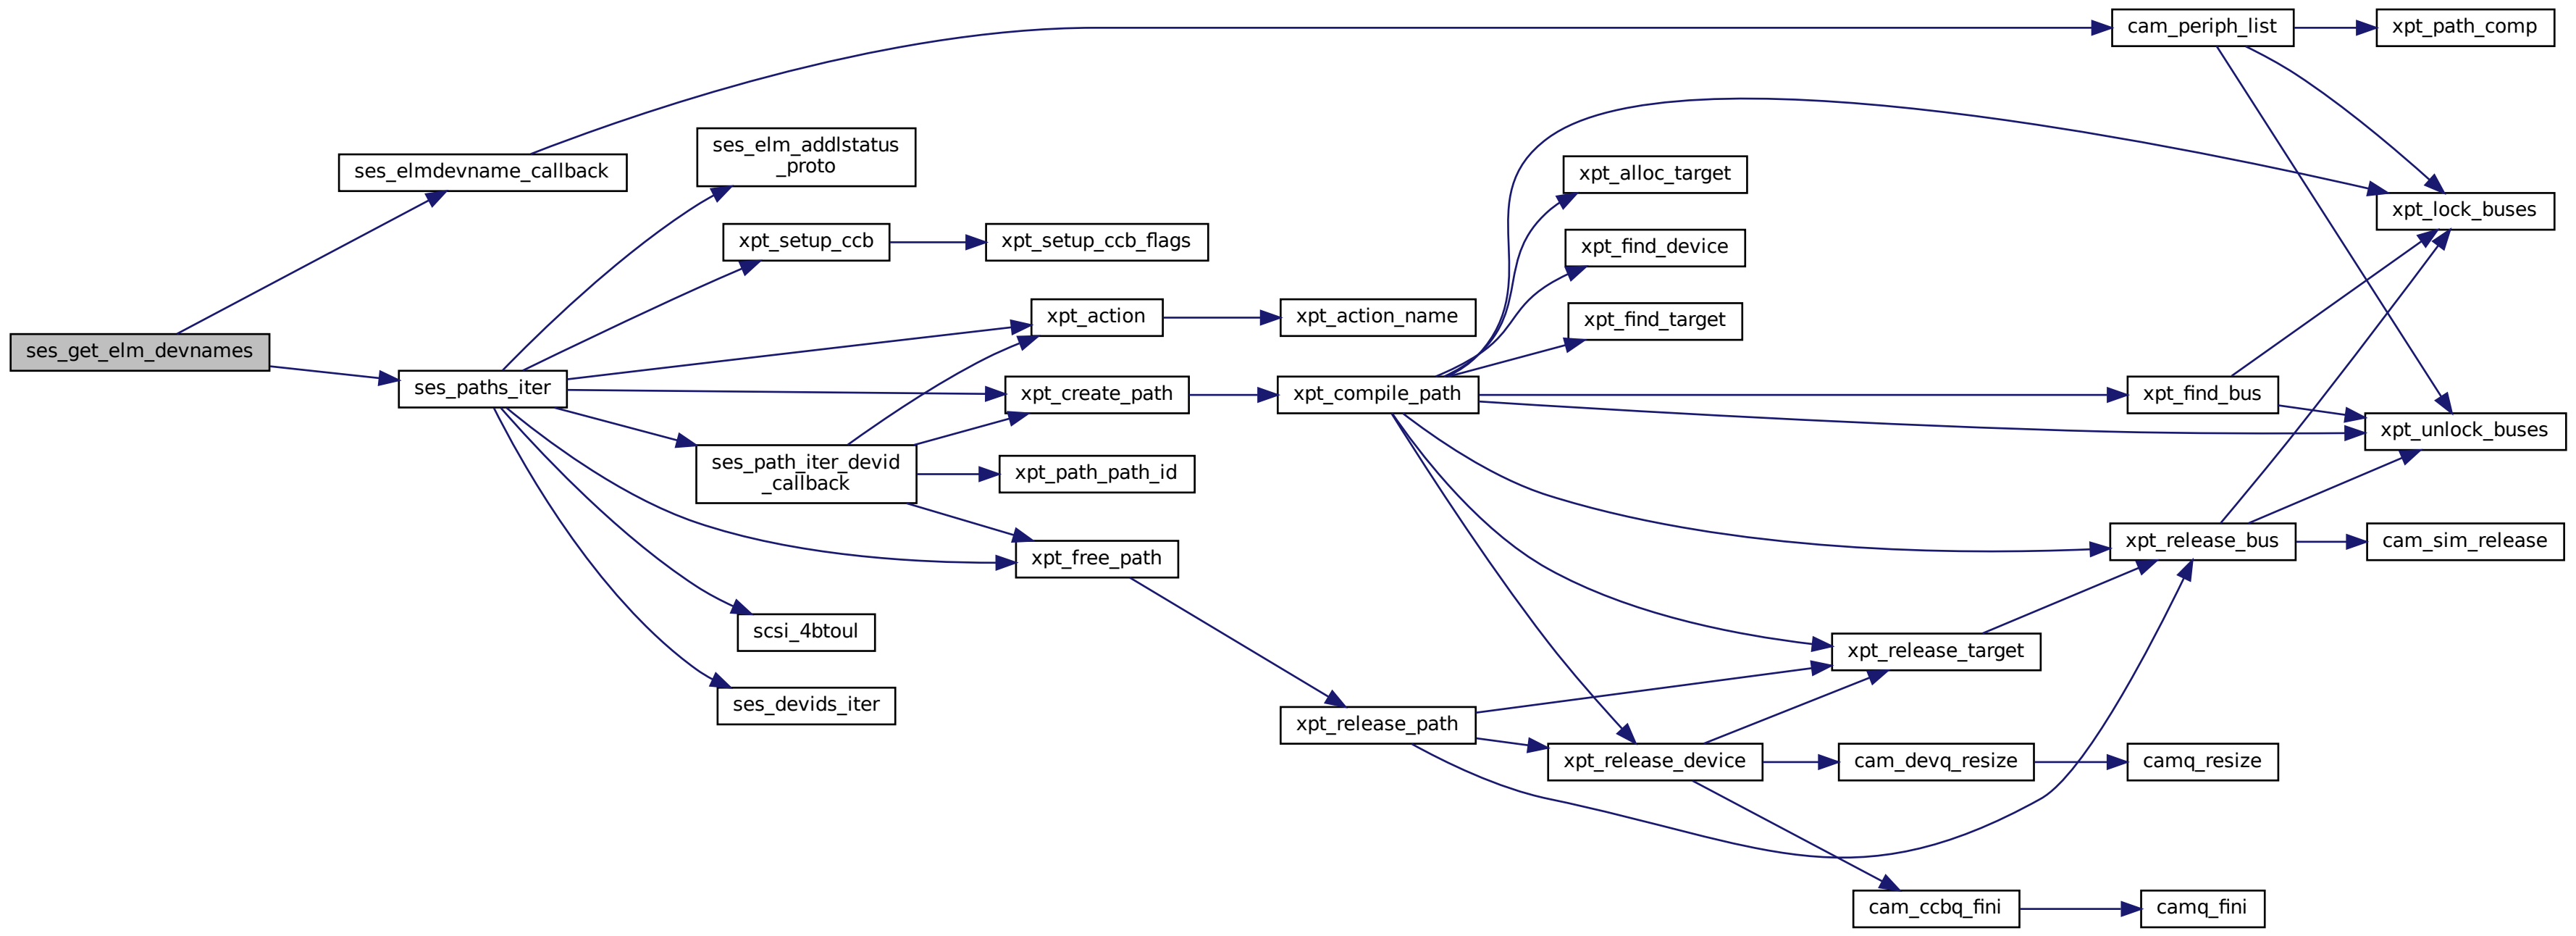 cam_periph_list
xpt_path_comp
ses_elm_addlstatus
_proto
ses_elmdevname_callback
xpt_alloc_target
xpt_lock_buses
xpt_setup_ccb
xpt_setup_ccb_flags
xpt_find_device
xpt_action
xpt_action_name
xpt_find_target
ses_get_elm_devnames
ses_paths_iter
xpt_create_path
xpt_compile_path
xpt_find_bus
xpt_unlock_buses
ses_path_iter_devid
_callback
xpt_path_path_id
xpt_free_path
xpt_release_bus
cam_sim_release
scsi_4btoul
xpt_release_target
ses_devids_iter
xpt_release_path
xpt_release_device
cam_devq_resize
camq_resize
cam_ccbq_fini
camq_fini